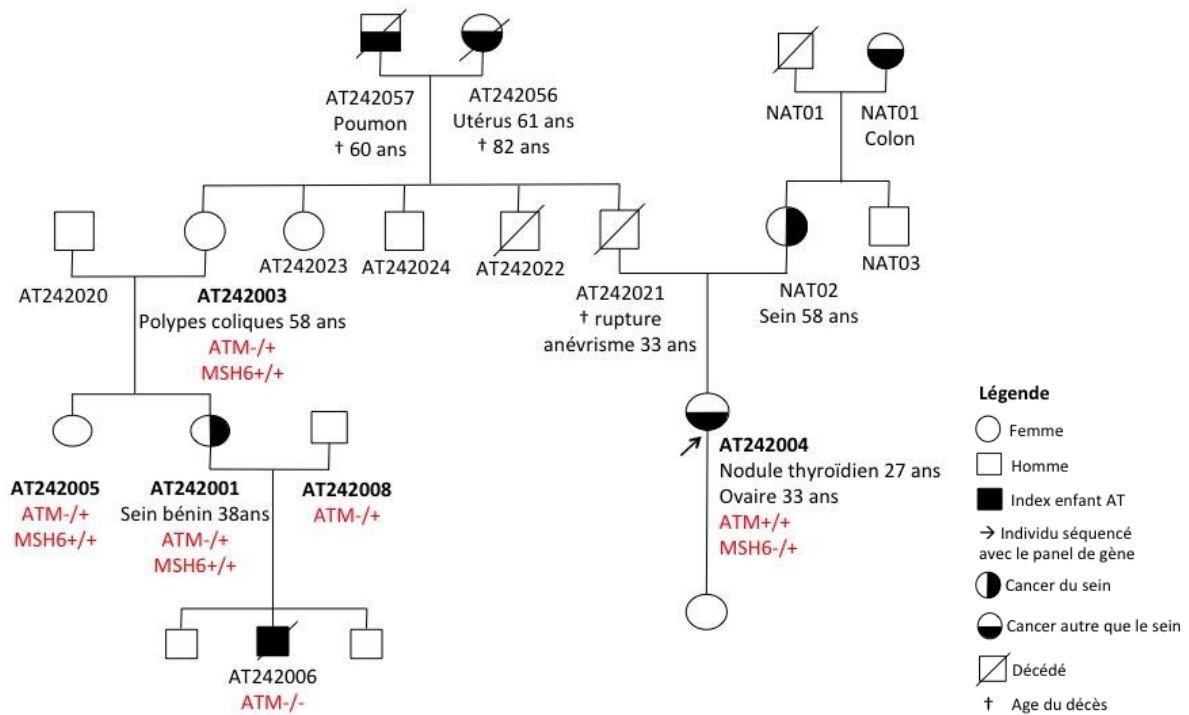 AT242057
Poumon
† 60 ans
AT242056
Utérus 61 ans
† 82 ans
NAT01
NAT01
Colon
AT242020
AT242003
Polypes coliques 58 ans
ATM-/+
MSH6+/+
AT242023
AT242024
AT242022
AT242021
† rupture
anévrisme 33 ans
NAT02
Sein 58 ans
NAT03
AT242005
ATM-/+
MSH6+/+
AT242001
Sein bénin 38ans
ATM-/+
MSH6+/+
AT242008
ATM-/+
AT242004
Nodule thyroïdien 27 ans
Ovaire 33 ans
ATM+/+
MSH6-/+
AT242006
ATM-/-
Légende
Femme
Homme
Index enfant AT
→ Individu séquencé
avec le panel de gène
Cancer du sein
Cancer autre que le sein
Décédé
† Age du décès